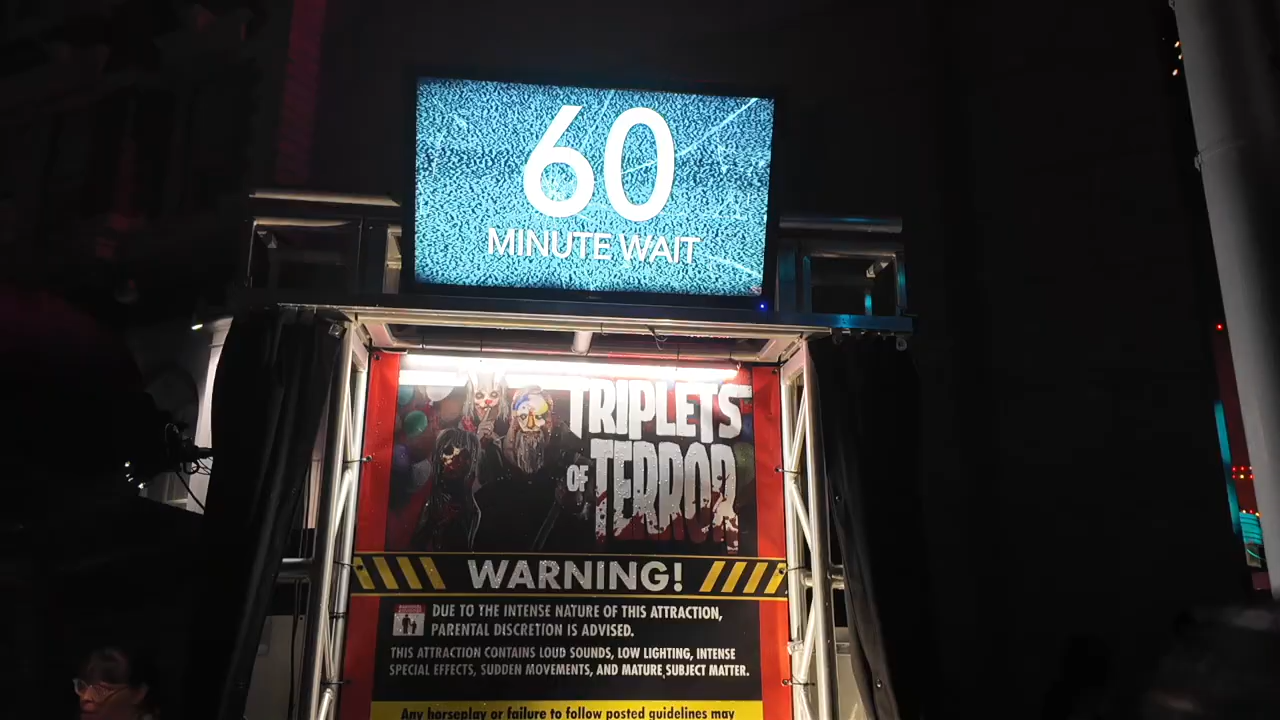 60
MINUTE WAIT
TRIPLETS
OF TERROR
WARNING!
DUE TO THE INTENSE NATURE OF THIS ATTRACTION,
PARENTAL DISCRETION IS ADVISED.
THIS ATTRACTION CONTAINS LOUD SOUNDS, LOW LIGHTING, INTENSE
SPECIAL EFFECTS, SUDDEN MOVEMENTS, AND MATURE SUBJECT MATTER.
Any horseplay or failure to follow posted guidelines may